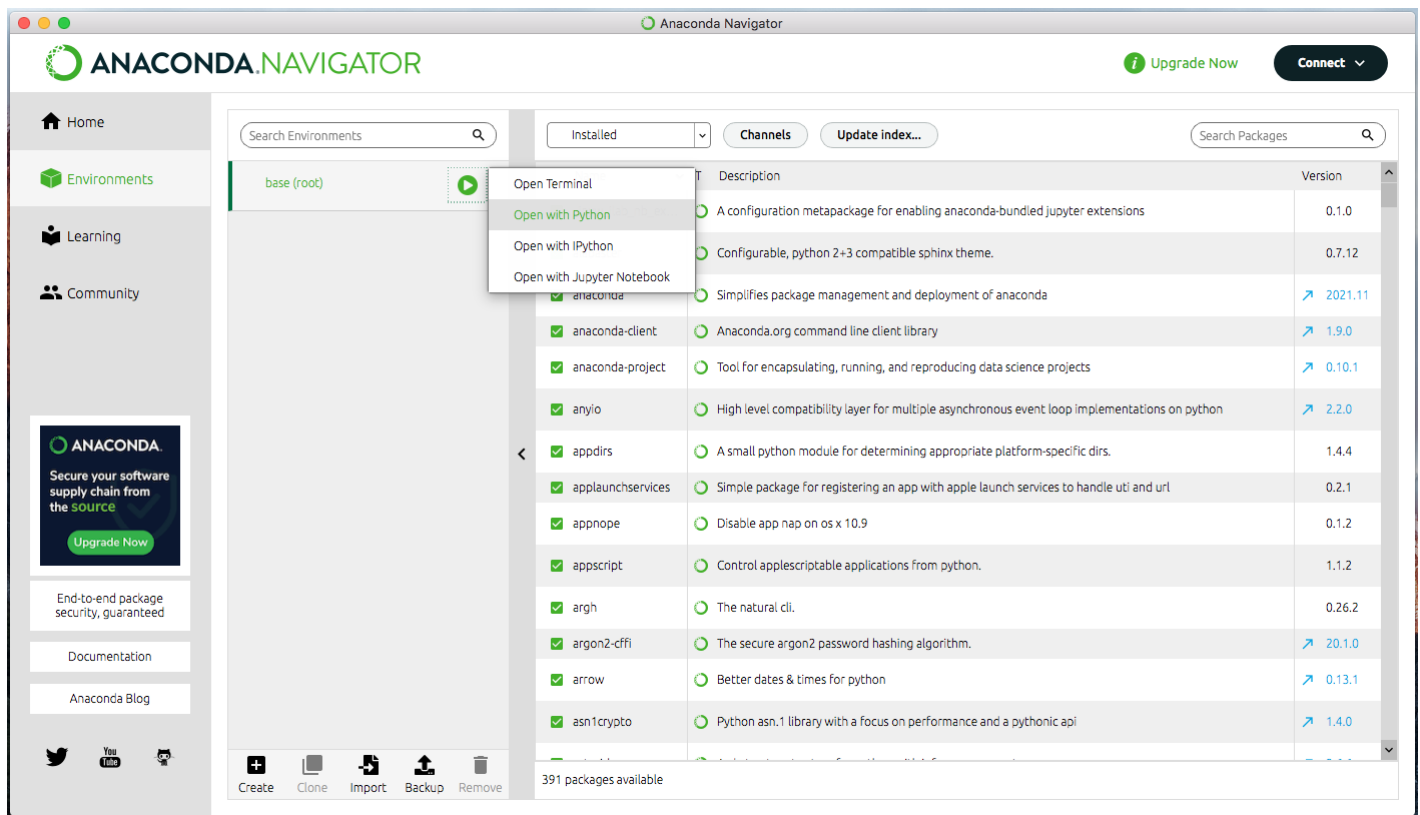 Anaconda Navigator
ANACONDA.NAVIGATOR
Upgrade Now
Connect
Home
Environments
Learning
Community
ANACONDA.
Secure your software
supply chain from
the source
Upgrade Now
End-to-end package
security, guaranteed
Documentation
Anaconda Blog
You
Tube
Search Environments
base (root)
Open Terminal
Open with Python
Open with IPython
Open with Jupyter Notebook
Create Clone Import Backup Remove
Installed Channels Update index... Search Packages
T Description Version
A configuration metapackage for enabling anaconda-bundled jupyter extensions 0.1.0
Configurable, python 2+3 compatible sphinx theme. 0.7.12
anaconda Simplifies package management and deployment of anaconda 2021.11
anaconda-client Anaconda.org command line client library 1.9.0
anaconda-project Tool for encapsulating, running, and reproducing data science projects 0.10.1
anyio High level compatibility layer for multiple asynchronous event loop implementations on python 2.2.0
appdirs A small python module for determining appropriate platform-specific dirs. 1.4.4
applaunchservices Simple package for registering an app with apple launch services to handle uti and url 0.2.1
appnope Disable app nap on os x 10.9 0.1.2
appscript Control applescriptable applications from python. 1.1.2
argh The natural cli. 0.26.2
argon2-cffi The secure argon2 password hashing algorithm. 20.1.0
arrow Better dates & times for python 0.13.1
asn1crypto Python asn.1 library with a focus on performance and a pythonic api 1.4.0
391 packages available